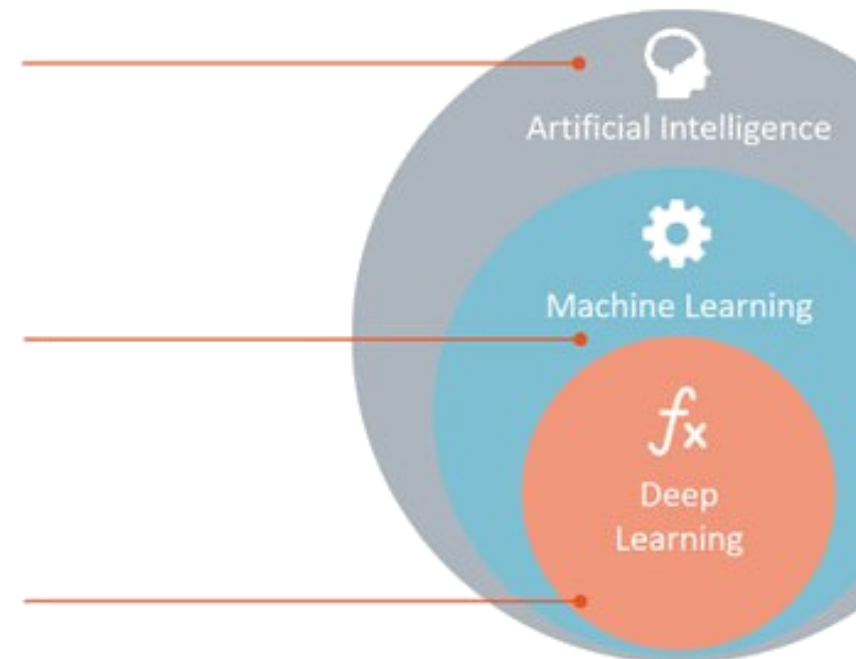 Artificial Intelligence
Machine Learning
fx
Deep
Learning